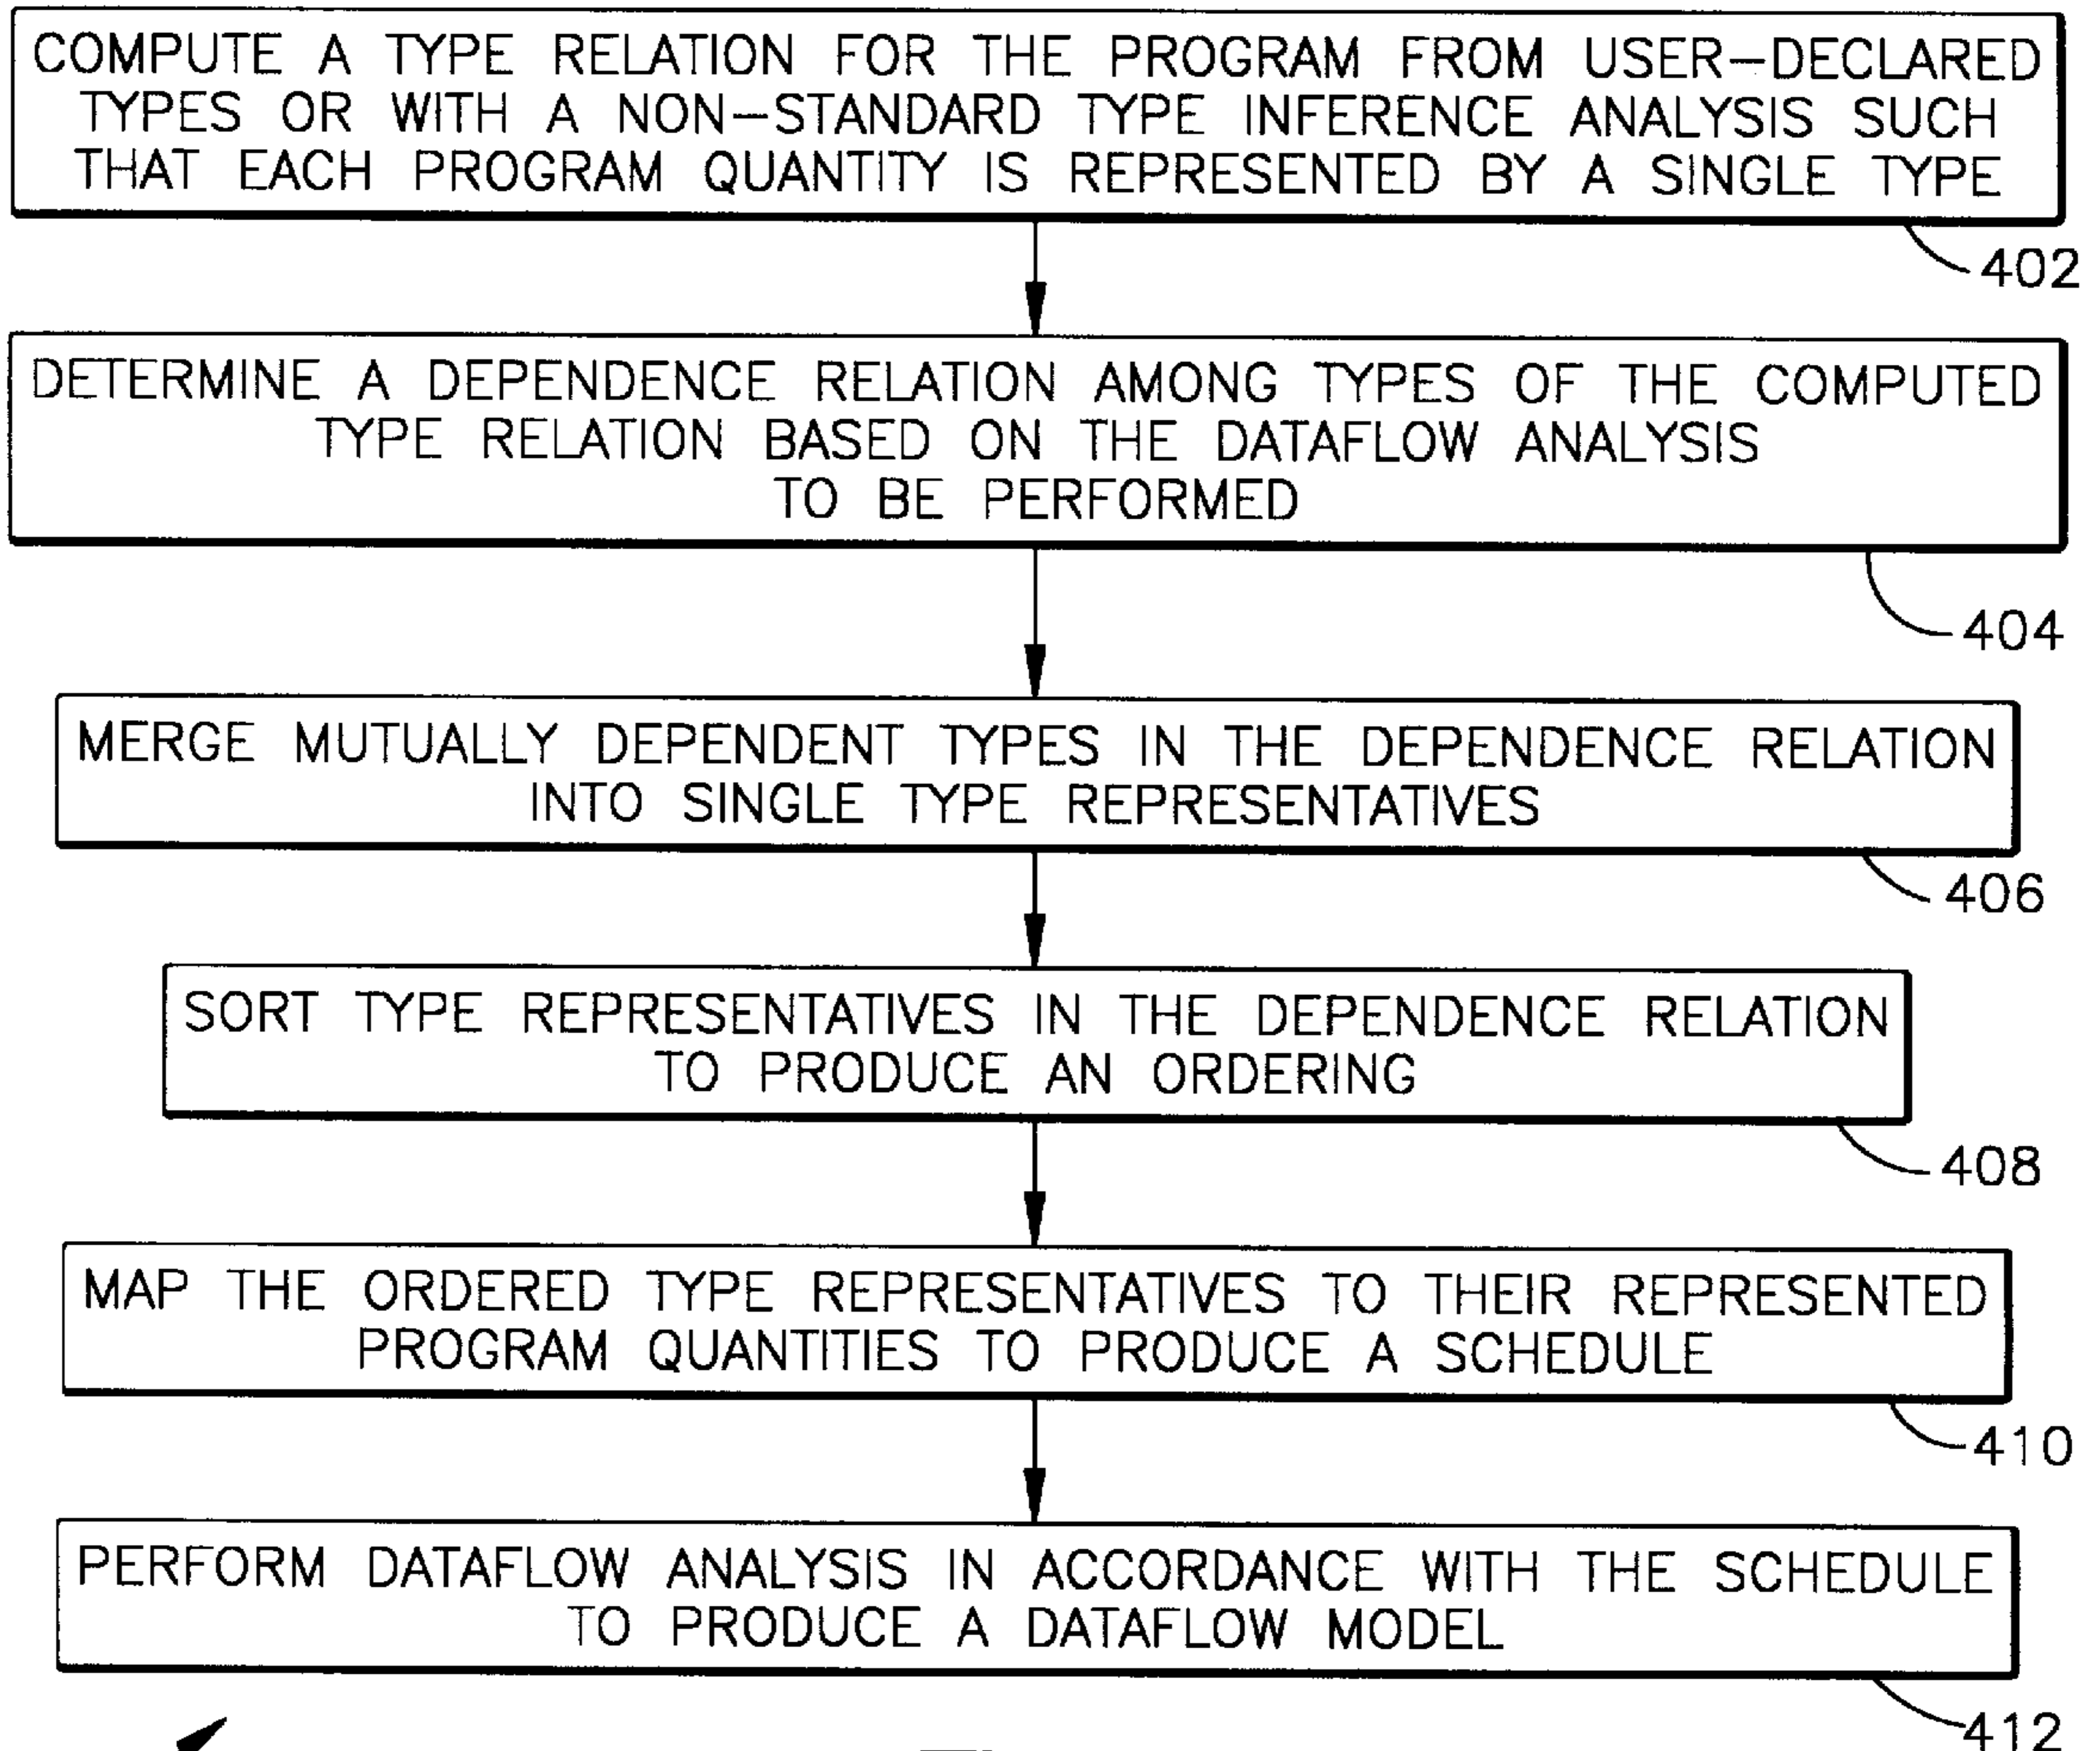 COMPUTE A TYPE RELATION FOR THE PROGRAM FROM USER-DECLARED
TYPES OR WITH A NON-STANDARD TYPE INFERENCE ANALYSIS SUCH
THAT EACH PROGRAM QUANTITY IS REPRESENTED BY A SINGLE TYPE
402
DETERMINE A DEPENDENCE RELATION AMONG TYPES OF THE COMPUTED
TYPE RELATION BASED ON THE DATAFLOW ANALYSIS
TO BE PERFORMED
404
MERGE MUTUALLY DEPENDENT TYPES IN THE DEPENDENCE RELATION
INTO SINGLE TYPE REPRESENTATIVES
406
SORT TYPE REPRESENTATIVES IN THE DEPENDENCE RELATION
TO PRODUCE AN ORDERING
408
MAP THE ORDERED TYPE REPRESENTATIVES TO THEIR REPRESENTED
PROGRAM QUANTITIES TO PRODUCE A SCHEDULE
410
PERFORM DATAFLOW ANALYSIS IN ACCORDANCE WITH THE SCHEDULE
TO PRODUCE A DATAFLOW MODEL
412